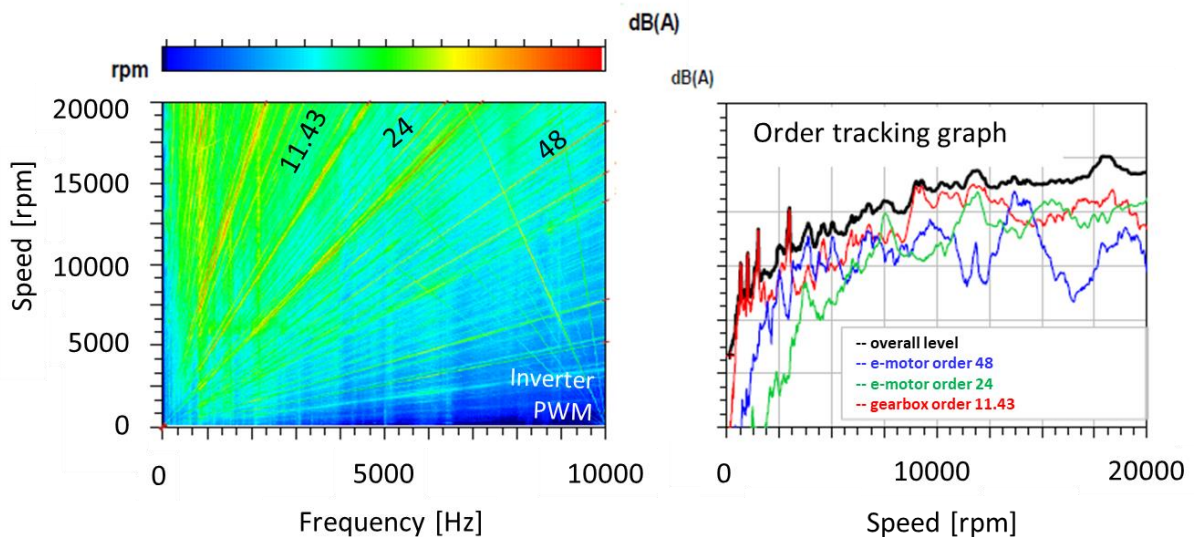 dB(A)
rpm
20000
15000
10000
5000
0
Speed [rpm]
11.43
24
48
Inverter
PWM
0
5000
10000
Frequency [Hz]
dB(A)
Order tracking graph
-- overall level
-- e-motor order 48
-- e-motor order 24
-- gearbox order 11.43
0
10000
20000
Speed [rpm]